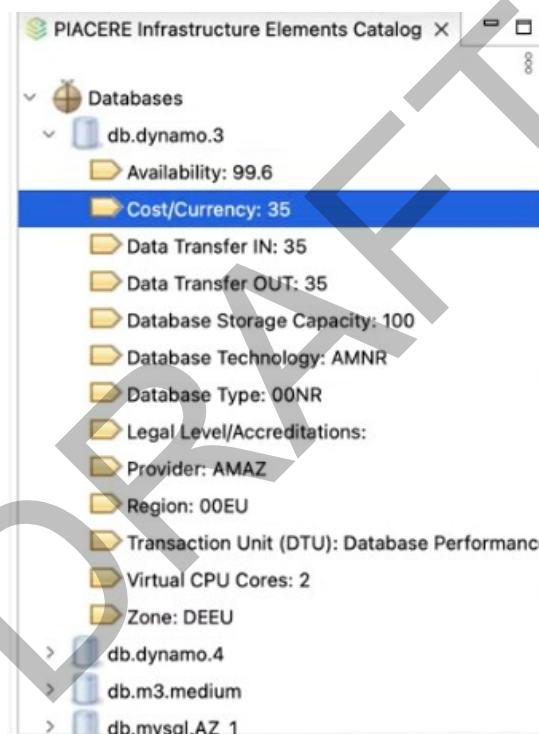 PIACERE Infrastructure Elements Catalog
Databases
db.dynamo.3
Availability: 99.6
Cost/Currency: 35
Data Transfer IN: 35
Data Transfer OUT: 35
Database Storage Capacity: 100
Database Technology: AMNR
Database Type: 00NR
Legal Level/Accreditations:
Provider: AMAZ
Region: 00EU
Transaction Unit (DTU): Database Performance
Virtual CPU Cores: 2
Zone: DEEU
db.dynamo.4
db.m3.medium
db.mysql.AZ_1
DRAFT